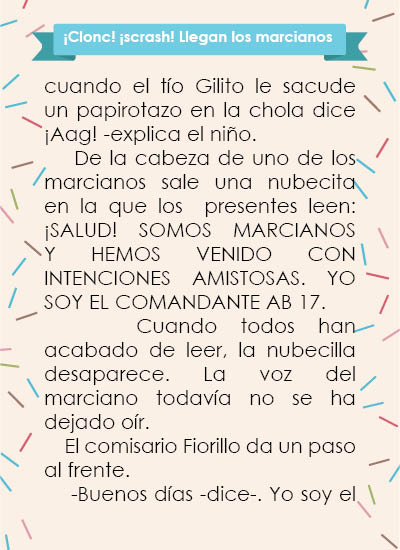 ¡Clonc! ¡scrash! Llegan los marcianos
cuando el tío Gilito le sacude
un papirotazo en la chola dice
¡Aag! -explica el niño.
De la cabeza de uno de los
marcianos sale una nubecita
en la que los presentes leen:
¡SALUD! SOMOS MARCIANOS
Y HEMOS VENIDO CON
INTENCIONES AMISTOSAS. YO
SOY EL COMANDANTE AB 17.
Cuando todos han
acabado de leer, la nubecilla
desaparece. La voz del
marciano todavía no se ha
dejado oír.
El comisario Fiorillo da un paso
al frente.
-Buenos días -dice-. Yo soy el